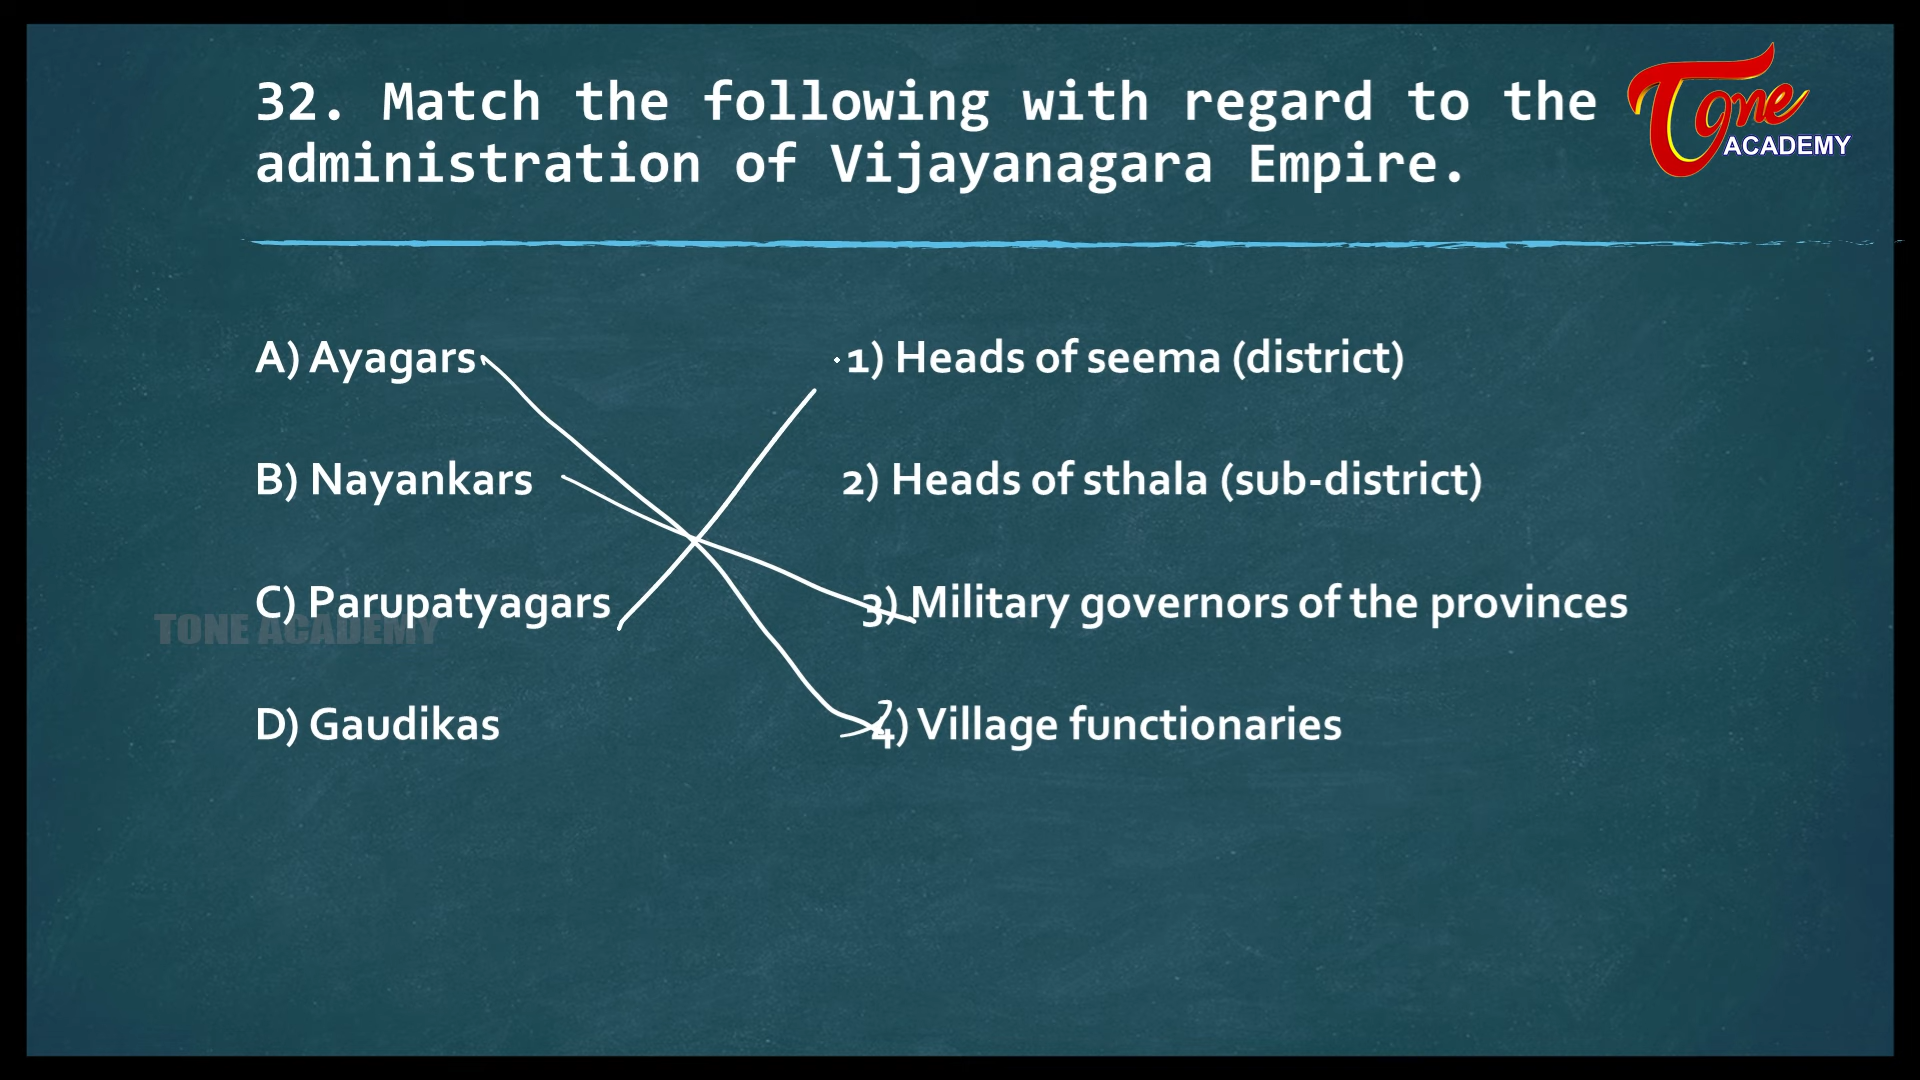 32. Match the following with regard to the
administration of Vijayanagara Empire.
Tone
ACADEMY
A) Ayagars
1) Heads of seema (district)
B) Nayankars
2) Heads of sthala (sub-district)
C) Parupatyagars
3) Military governors of the provinces
TONE ACADEMY
D) Gaudikas
4) Village functionaries